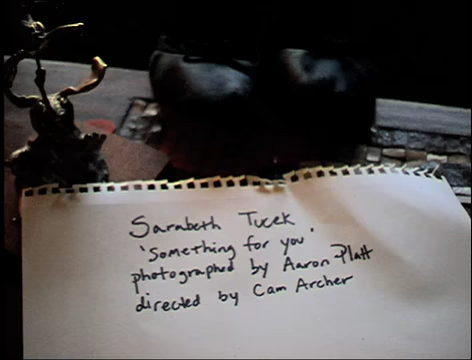 Sarabeth Tucek
'Something for you'
photographed by Aaron Platt
directed by Cam Archer